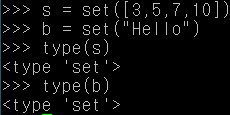 >>> s = set([3,5,7,10])
>>> b = set("Hello")
>>> type(s)
<type 'set'>
>>> type(b)
<type 'set'>